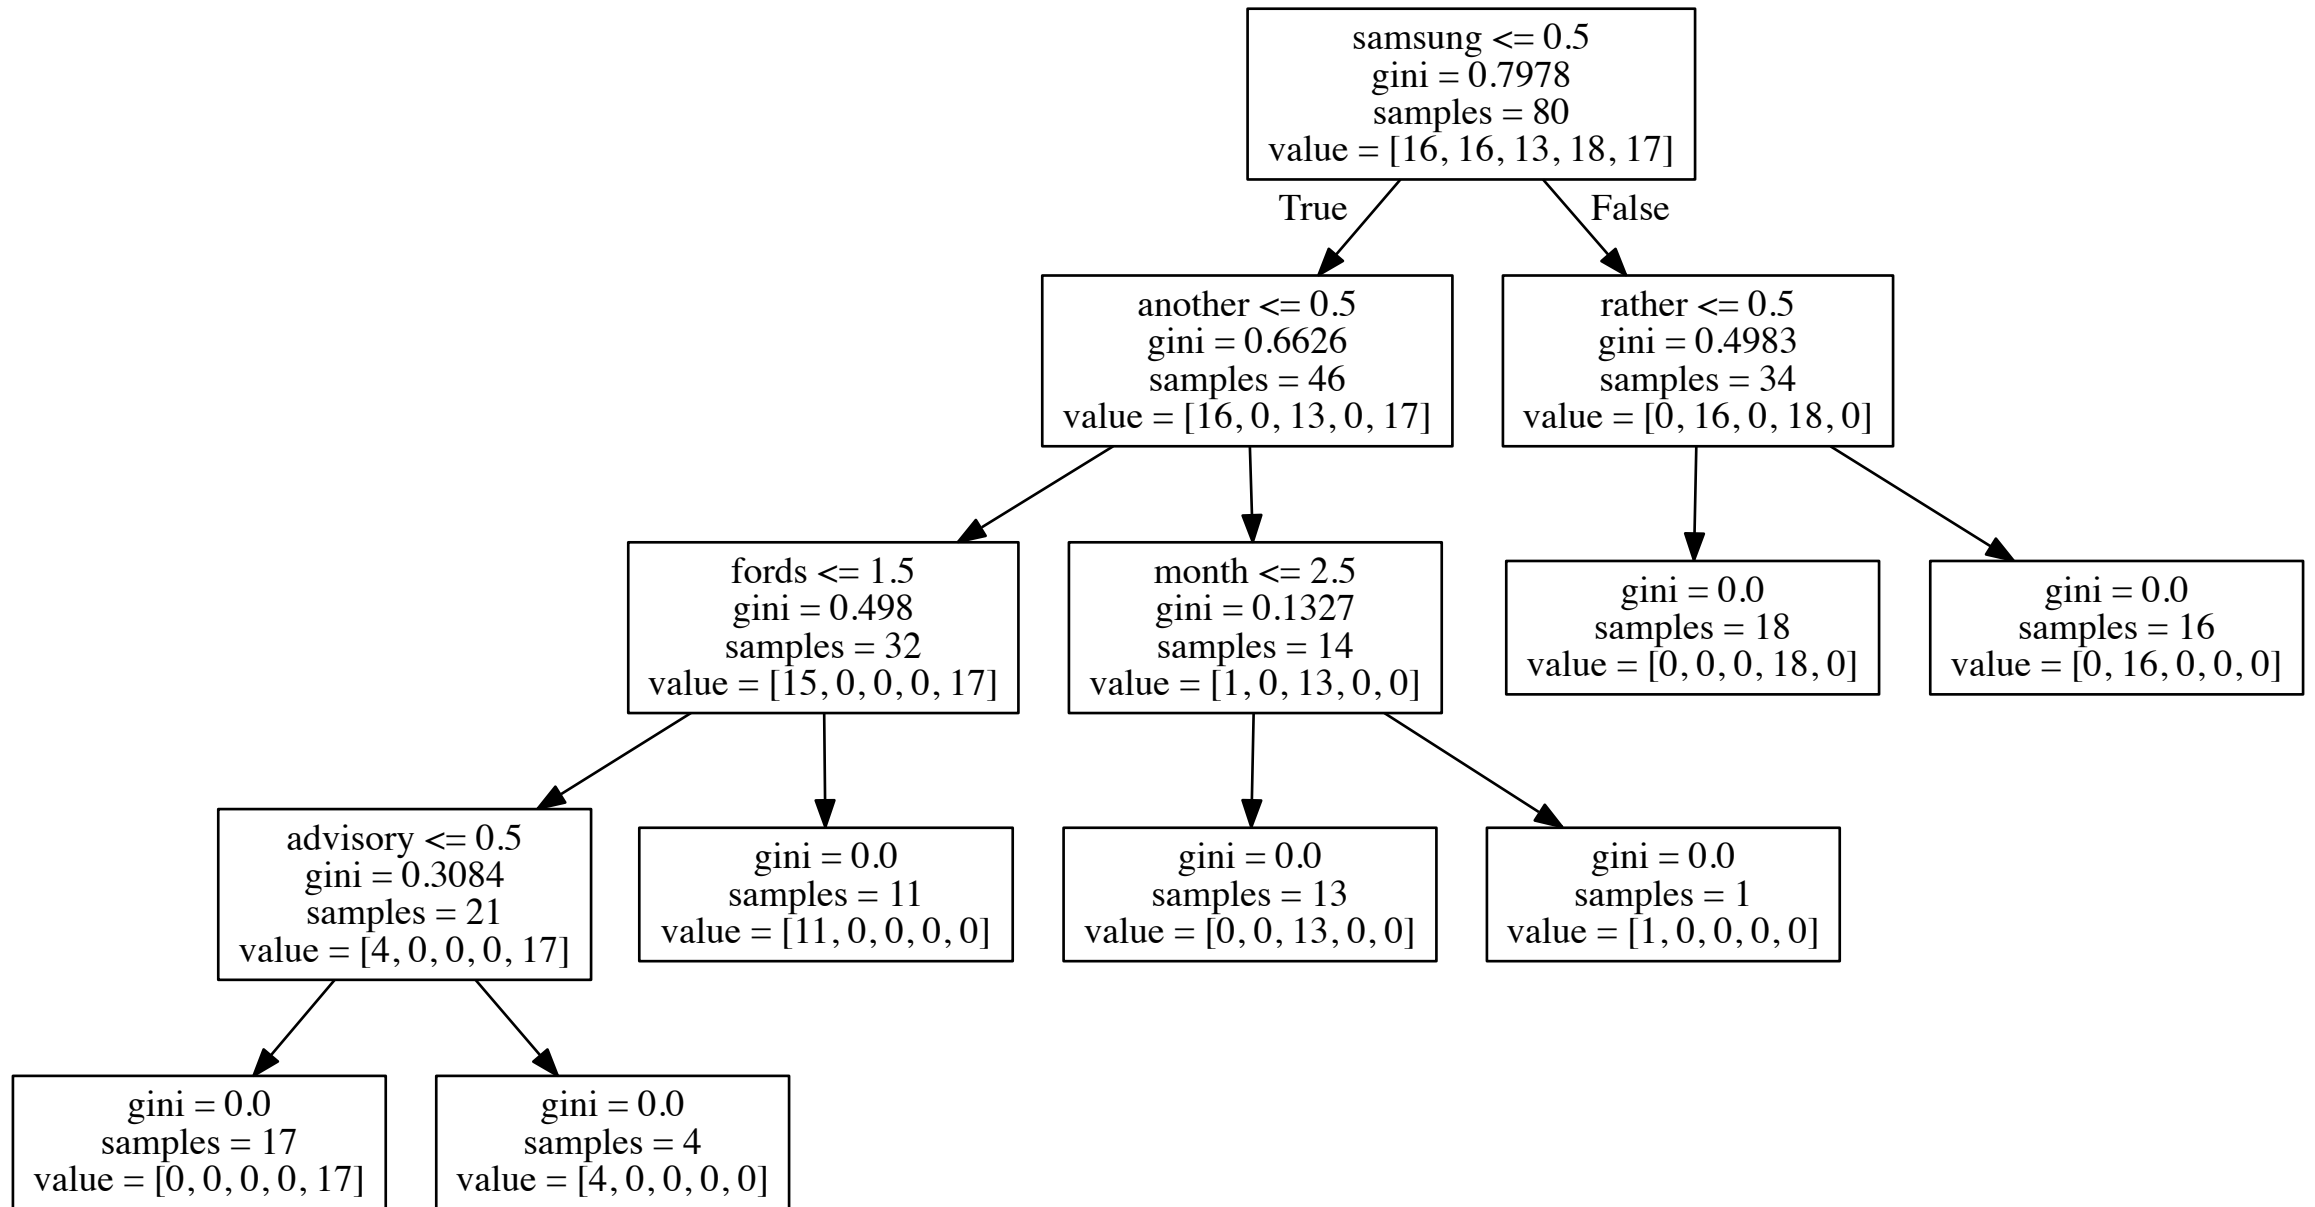 samsung <= 0.5
gini = 0.7978
samples = 80
value = [16, 16, 13, 18, 17]
True
False
another <= 0.5
gini = 0.6626
samples = 46
value = [16, 0, 13, 0, 17]
rather <= 0.5
gini = 0.4983
samples = 34
value = [0, 16, 0, 18, 0]
fords <= 1.5
gini = 0.498
samples = 32
value = [15, 0, 0, 0, 17]
month <= 2.5
gini = 0.1327
samples = 14
value = [1, 0, 13, 0, 0]
gini = 0.0
samples = 18
value = [0, 0, 0, 18, 0]
gini = 0.0
samples = 16
value = [0, 16, 0, 0, 0]
advisory <= 0.5
gini = 0.3084
samples = 21
value = [4, 0, 0, 0, 17]
gini = 0.0
samples = 11
value = [11, 0, 0, 0, 0]
gini = 0.0
samples = 13
value = [0, 0, 13, 0, 0]
gini = 0.0
samples = 1
value = [1, 0, 0, 0, 0]
gini = 0.0
samples = 17
value = [0, 0, 0, 0, 17]
gini = 0.0
samples = 4
value = [4, 0, 0, 0, 0]